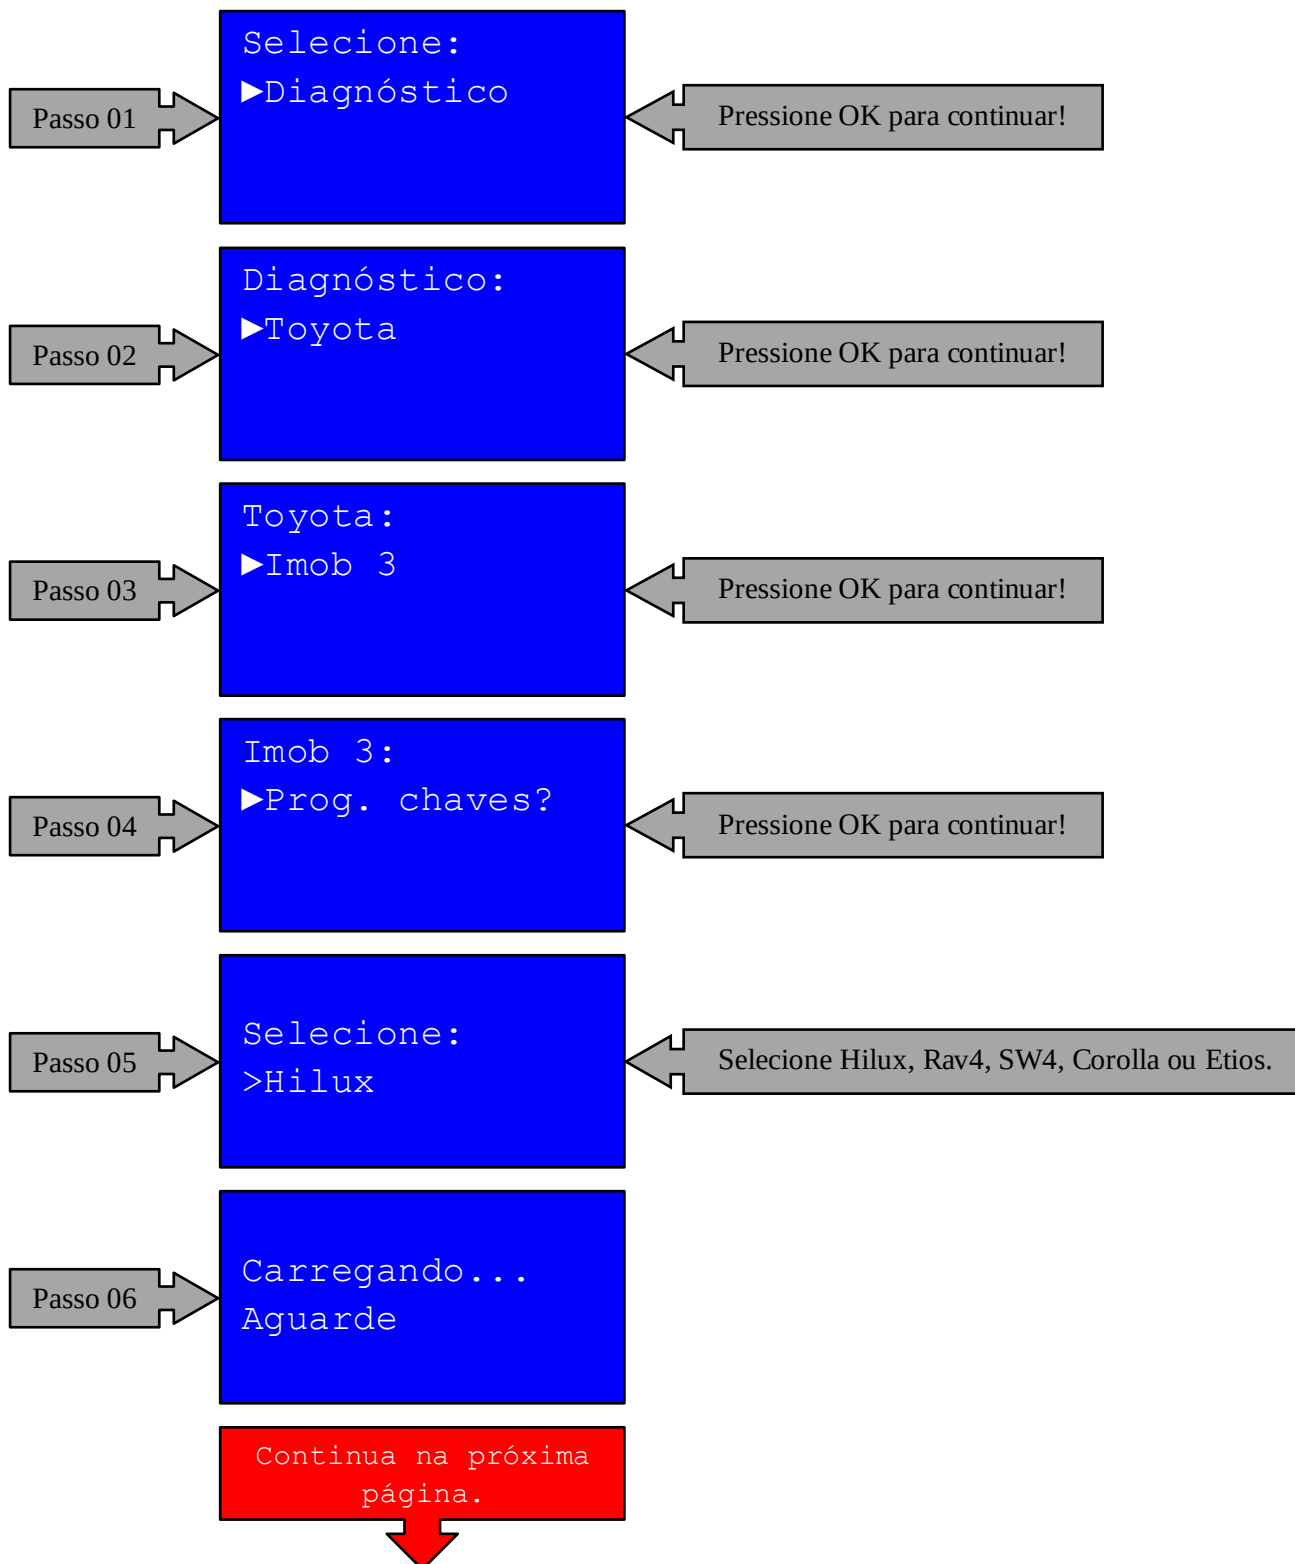 Selecione:
►Diagnóstico
Passo 01
Pressione OK para continuar!
Diagnóstico:
►Toyota
Passo 02
Pressione OK para continuar!
Toyota:
►Imob 3
Passo 03
Pressione OK para continuar!
Imob 3:
►Prog. chaves?
Passo 04
Pressione OK para continuar!
Selecione:
>Hilux
Passo 05
Selecione Hilux, Rav4, SW4, Corolla ou Etios.
Carregando...
Aguarde
Passo 06
Continua na próxima
página.